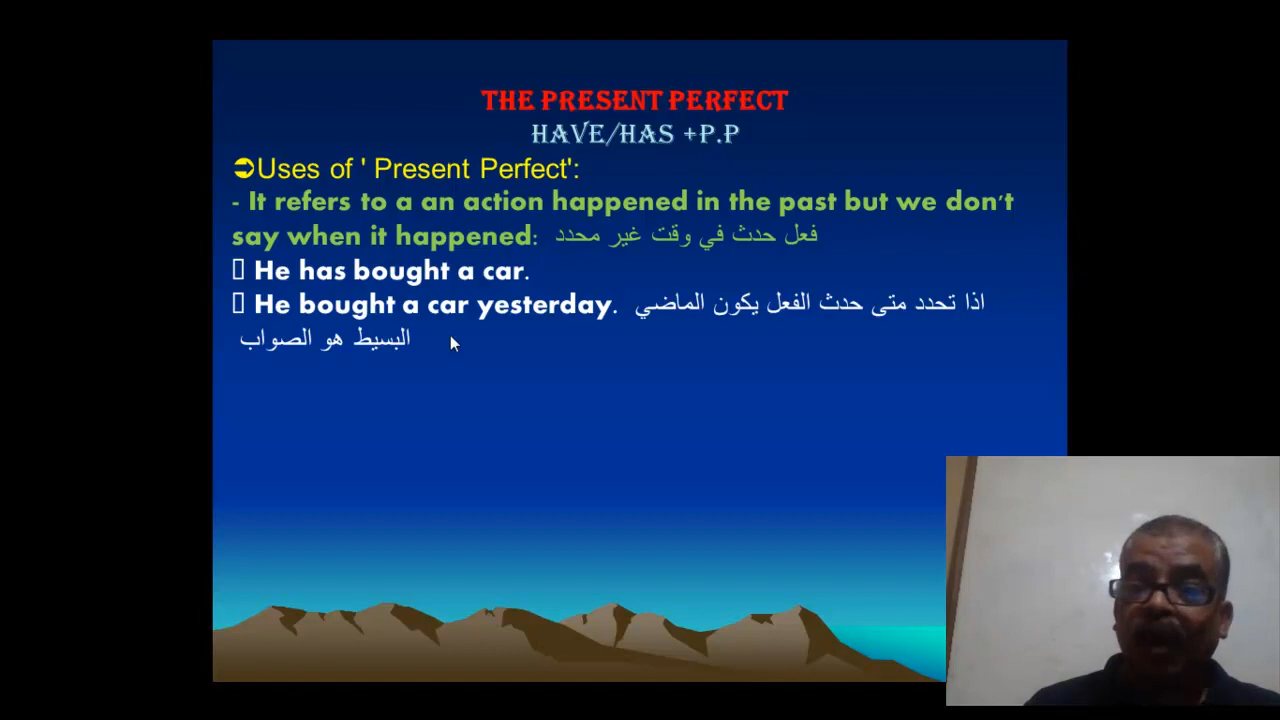 THE PRESENT PERFECT
HAVE/HAS +P.P
➲Uses of ' Present Perfect':
- It refers to a an action happened in the past but we don't
say when it happened: فعل حدث في وقت غير محدد
▯ He has bought a car.
▯ He bought a car yesterday. اذا تحدد متى حدث الفعل يكون الماضي
البسيط هو الصواب